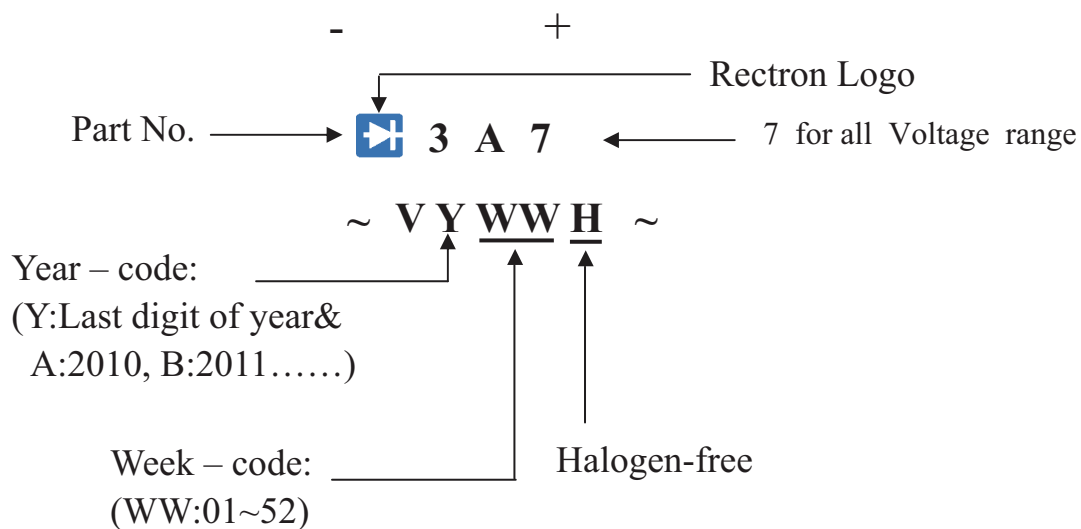 - +
Rectron Logo
Part No. 3 A 7 7 for all Voltage range
~ V Y WW H ~
Year – code:
(Y:Last digit of year&
A:2010, B:2011……)
Week – code:
(WW:01~52)
Halogen-free